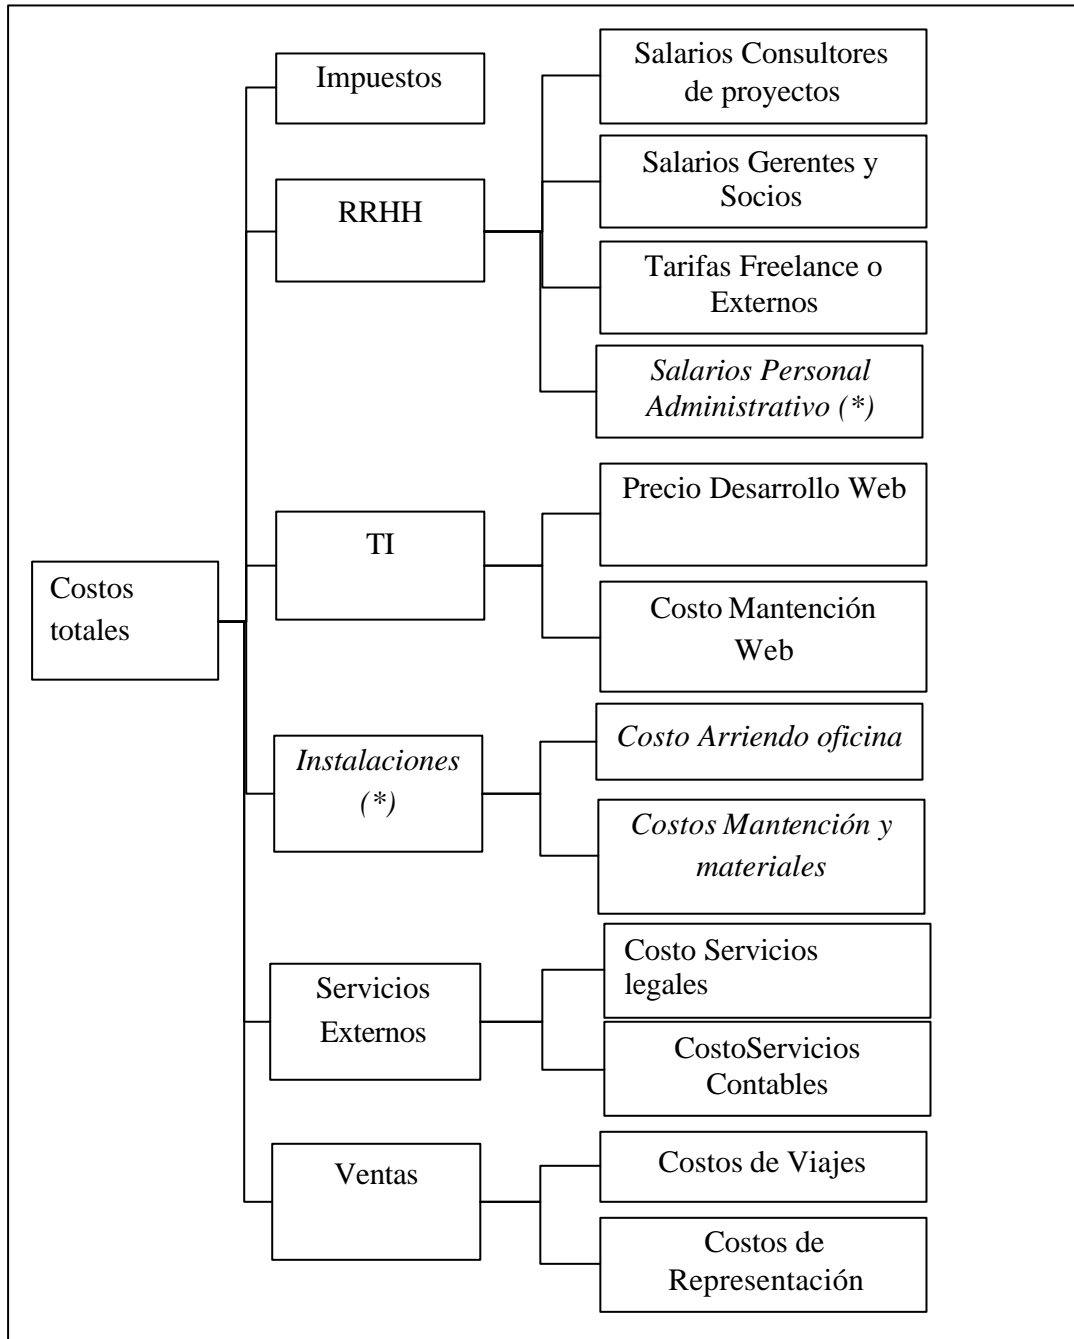 Impuestos
Salarios Consultores
de proyectos
Salarios Gerentes y
Socios
RRHH
Tarifas Freelance o
Externos
Salarios Personal
Administrativo (*)
Precio Desarrollo Web
TI
Costos
totales
Costo Mantención
Web
Instalaciones
(*)
Costo Arriendo oficina
Costos Mantención y
materiales
Servicios
Externos
Costo Servicios
legales
CostoServicios
Contables
Ventas
Costos de Viajes
Costos de
Representación